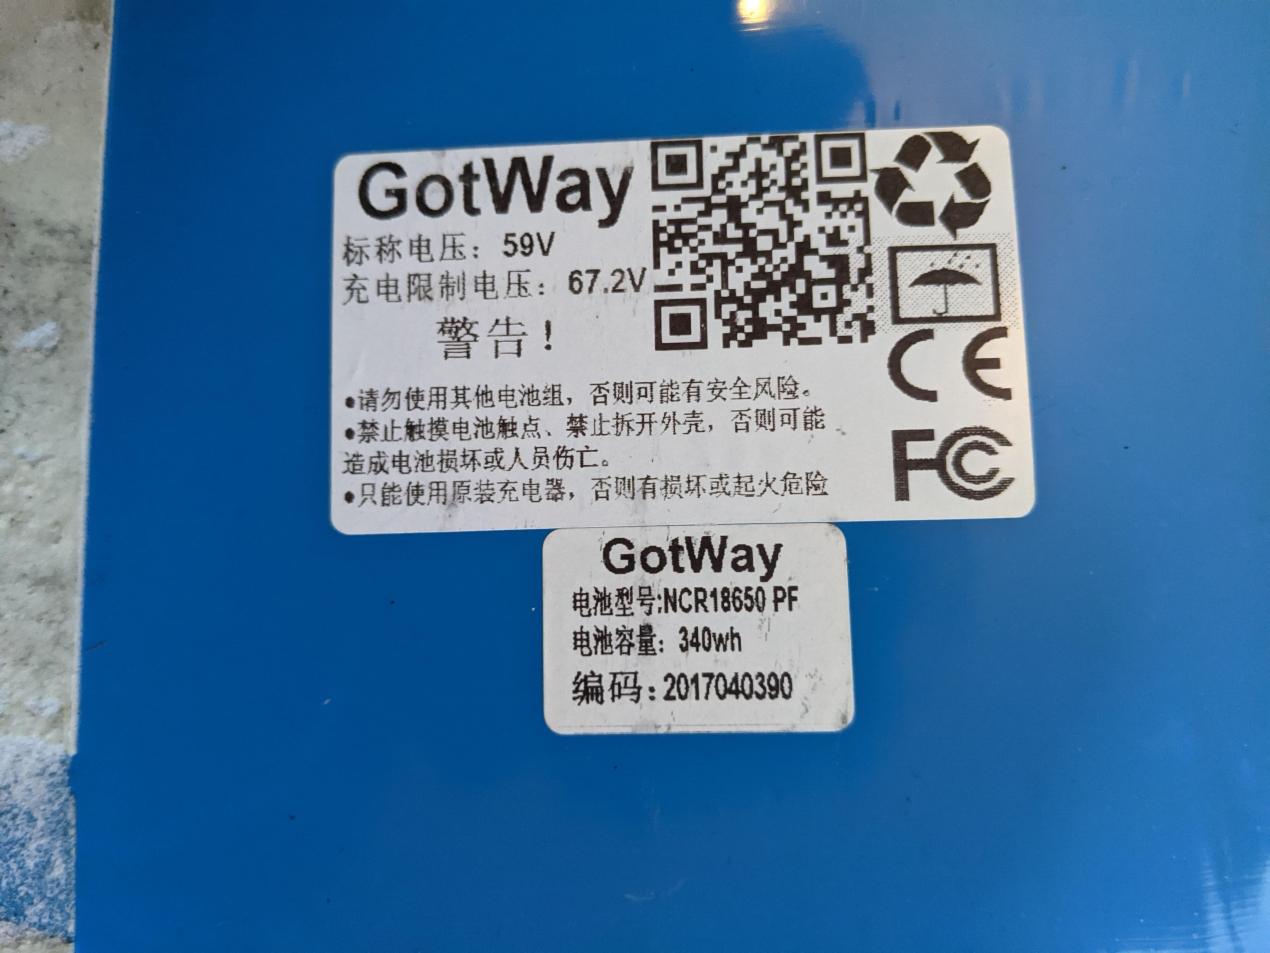 GotWay
标称电压：59V
充电限制电压：67.2V
警告！
•请勿使用其他电池组，否则可能有安全风险。
•禁止触摸电池触点、禁止拆开外壳，否则可能
造成电池损坏或人员伤亡。
•只能使用原装充电器，否则有损坏或起火危险
CE
FC
GotWay
电池型号:NCR18650 PF
电池容量：340wh
编码：2017040390